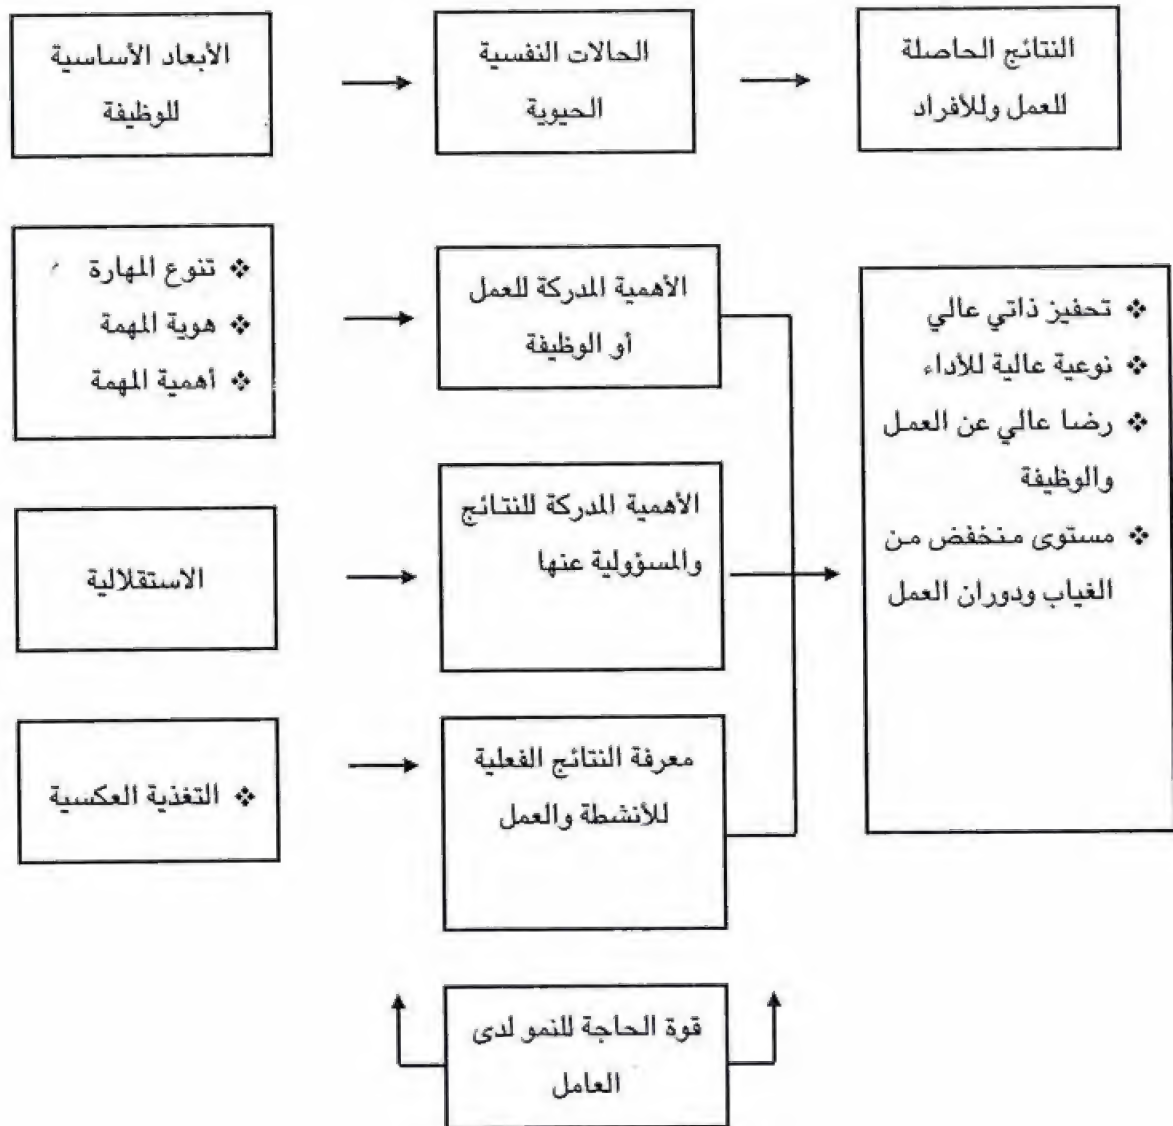 الأبعاد الأساسية
للوظيفة
الحالات النفسية
الحيوية
النتائج الحاصلة
للعمل وللأفراد
❖ تنوع المهارة
❖ هوية المهمة
❖ أهمية المهمة
الأهمية المدركة للعمل
أو الوظيفة
الاستقلالية
الأهمية المدركة للنتائج
والمسؤولية عنها
❖ التغذية العكسية
معرفة النتائج الفعلية
للأنشطة والعمل
❖ تحفيز ذاتي عالي
❖ نوعية عالية للأداء
❖ رضا عالي عن العمل
والوظيفة
❖ مستوى منخفض من
الغياب ودوران العمل
قوة الحاجة للنمو لدى
العامل